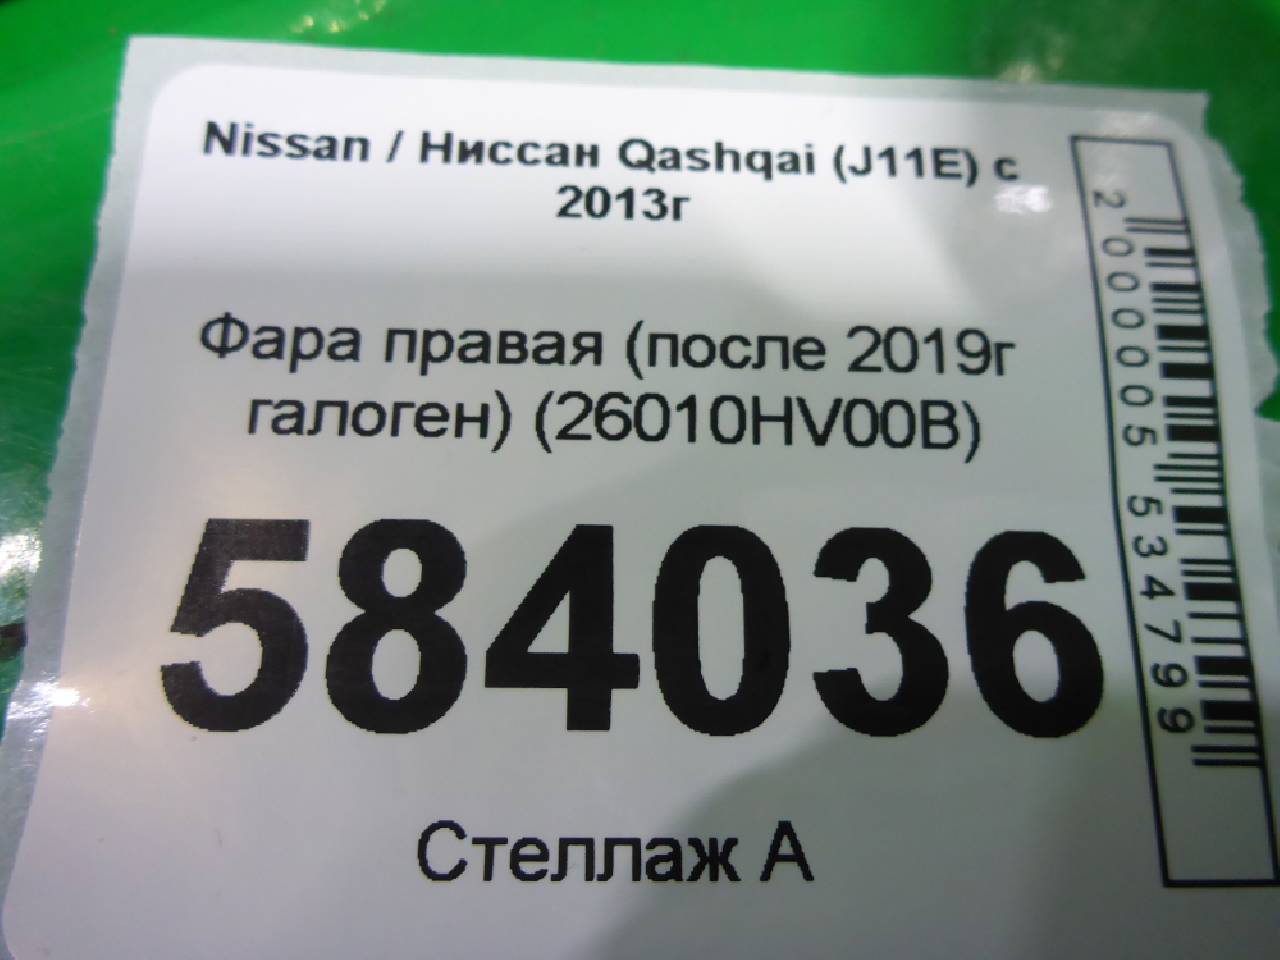 Nissan / Ниссан Qashqai (J11E) с
2013г
Фара правая (после 2019г
галоген) (26010HV00B)
584036
Стеллаж А
2000005534799